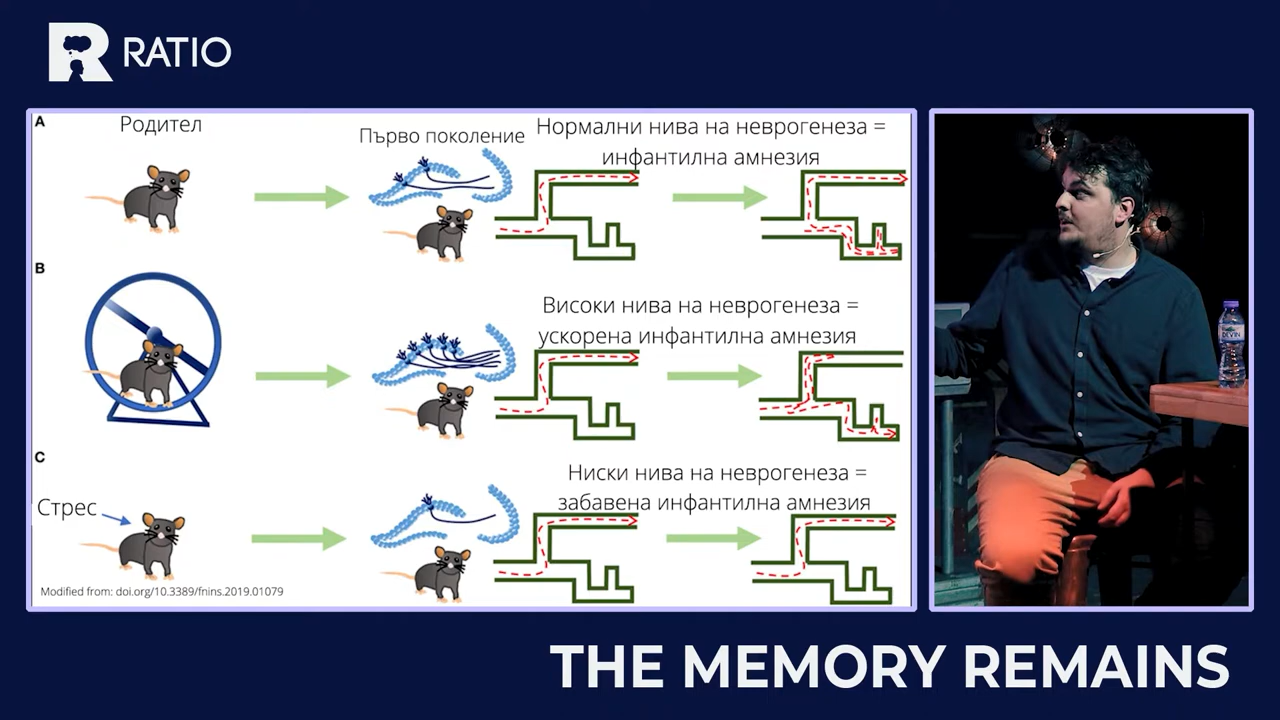 RATIO
A
Родител
Първо поколение
Нормални нива на неврогенеза =
инфантилна амнезия
B
Високи нива на неврогенеза =
ускорена инфантилна амнезия
C
Стрес
Ниски нива на неврогенеза =
забавена инфантилна амнезия
Modified from: doi.org/10.3389/fnins.2019.01079
DEVIN
THE MEMORY REMAINS